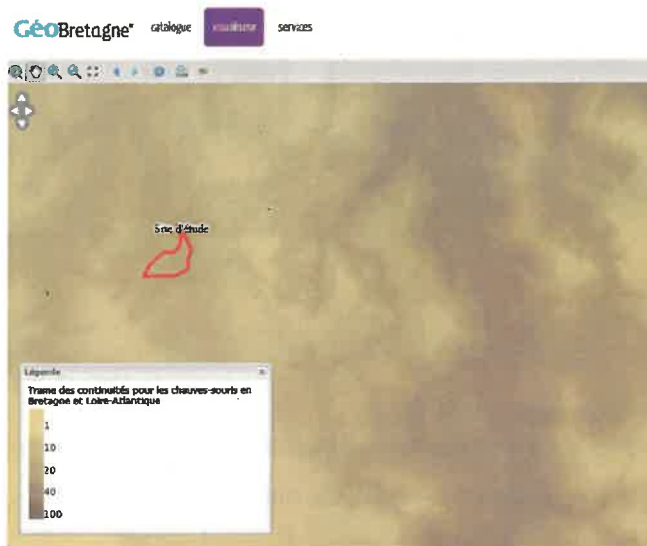 GéoBretagne
catalogue visualiseur services
Site d'étude
Légende
Trame des continuités pour les chauves-souris en
Bretagne et Loire-Atlantique
1
10
20
40
100